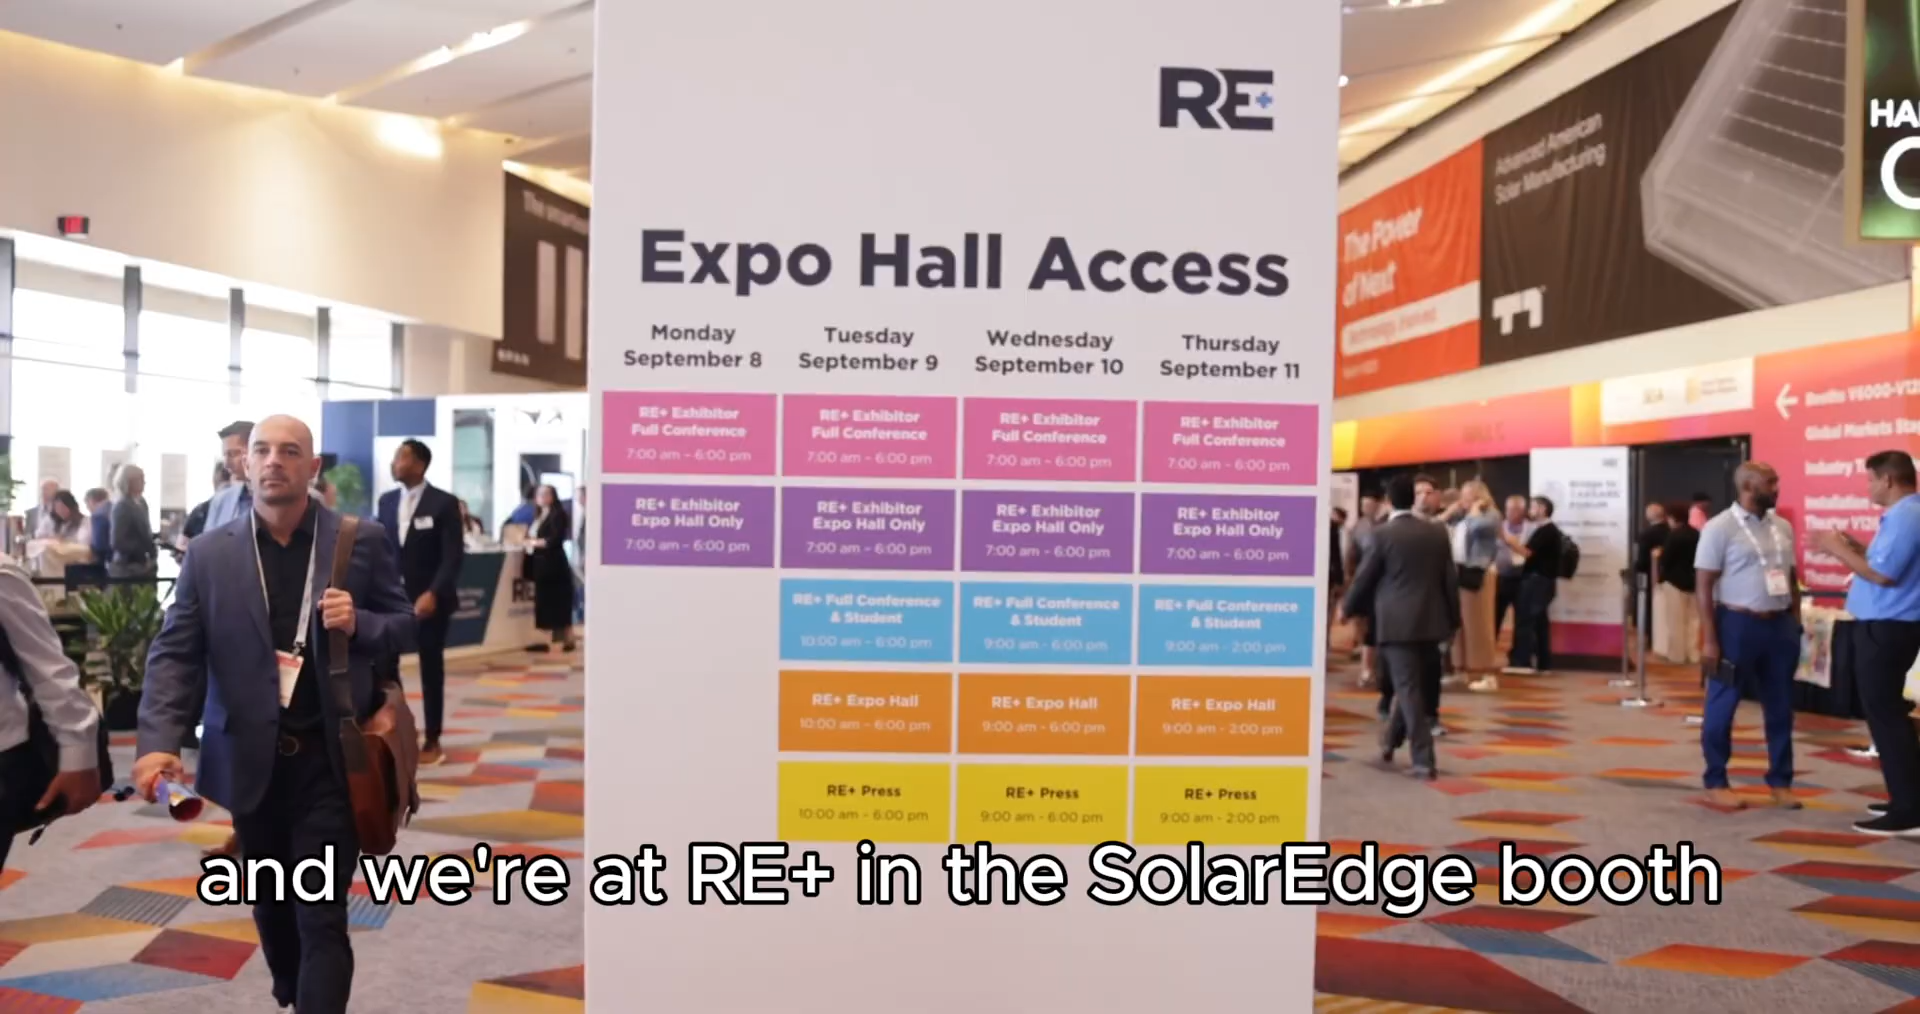 RE+
Expo Hall Access
Monday
September 8
Tuesday
September 9
Wednesday
September 10
Thursday
September 11
RE+ Exhibitor
Full Conference
7:00 am - 6:00 pm
RE+ Exhibitor
Full Conference
7:00 am - 6:00 pm
RE+ Exhibitor
Full Conference
7:00 am - 6:00 pm
RE+ Exhibitor
Full Conference
7:00 am - 6:00 pm
RE+ Exhibitor
Expo Hall Only
7:00 am - 6:00 pm
RE+ Exhibitor
Expo Hall Only
7:00 am - 6:00 pm
RE+ Exhibitor
Expo Hall Only
7:00 am - 6:00 pm
RE+ Exhibitor
Expo Hall Only
7:00 am - 6:00 pm
RE+ Full Conference
& Student
10:00 am - 6:00 pm
RE+ Full Conference
& Student
9:00 am - 6:00 pm
RE+ Full Conference
& Student
9:00 am - 2:00 pm
RE+ Expo Hall
10:00 am - 6:00 pm
RE+ Expo Hall
9:00 am - 6:00 pm
RE+ Expo Hall
9:00 am - 2:00 pm
RE+ Press
10:00 am - 6:00 pm
RE+ Press
9:00 am - 6:00 pm
RE+ Press
9:00 am - 2:00 pm
and we're at RE+ in the SolarEdge booth
The Power
of Next
Advanced American
Solar Manufacturing
HA
Global Markets
Industry
Installation
Theater